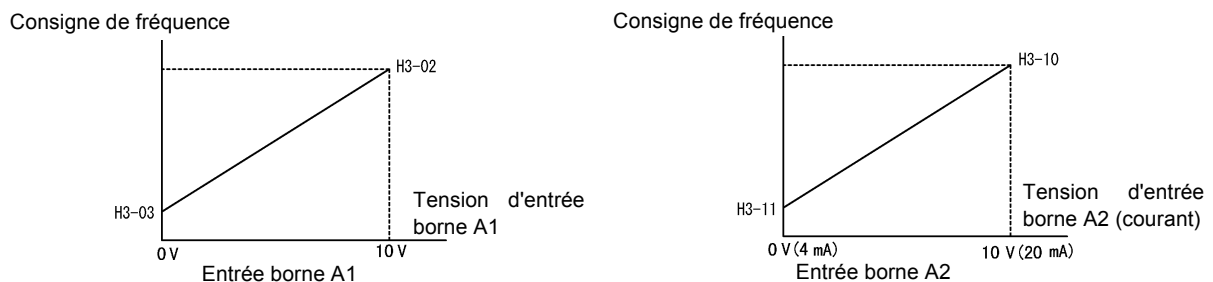 Consigne de fréquence
H3-02
H3-03
Tension d'entrée
borne A1
0 V
10 V
Entrée borne A1
Consigne de fréquence
H3-10
H3-11
Tension d'entrée
borne A2 (courant)
0 V (4 mA)
10 V (20 mA)
Entrée borne A2